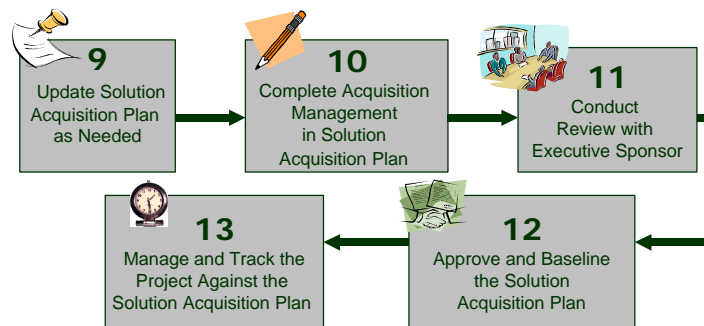 9
Update Solution
Acquisition Plan
as Needed
10
Complete Acquisition
Management
in Solution
Acquisition Plan
11
Conduct
Review with
Executive Sponsor
12
Approve and Baseline
the Solution
Acquisition Plan
13
Manage and Track the
Project Against the
Solution Acquisition Plan